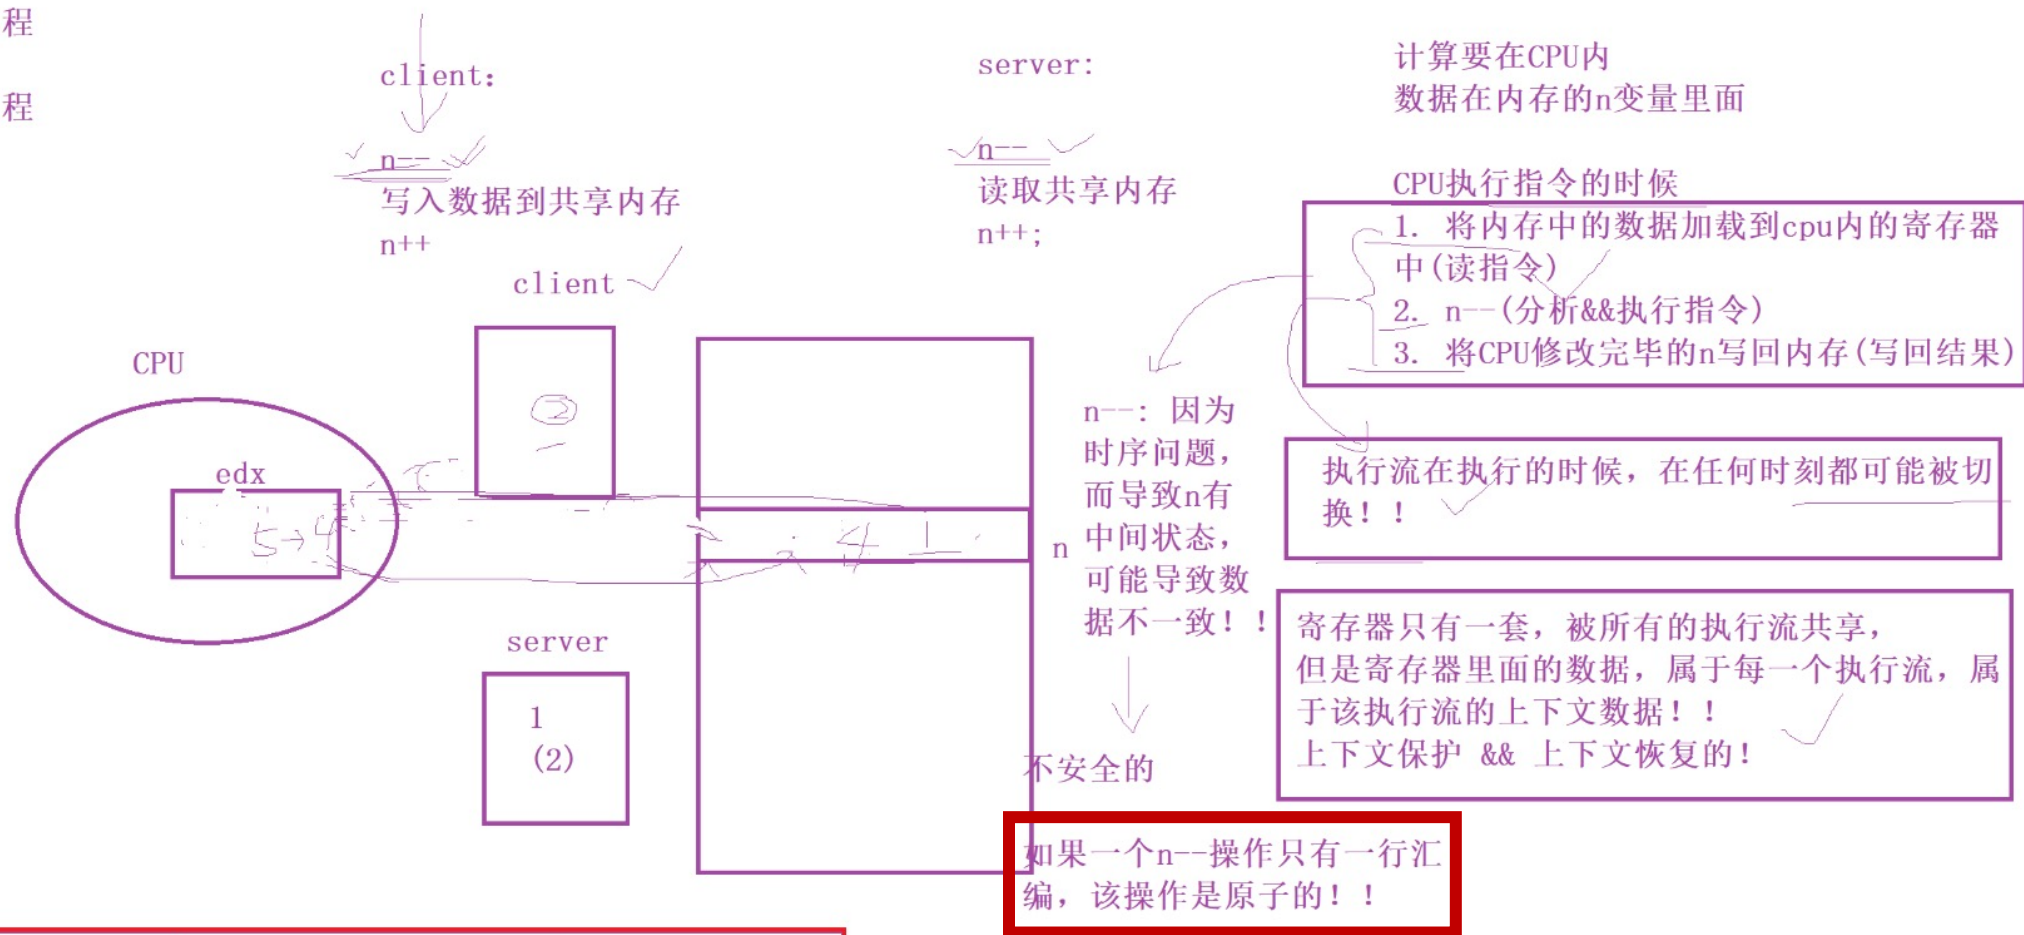 程
程
client：
n--
写入数据到共享内存
n++
server:
n--
读取共享内存
n++;
计算要在CPU内
数据在内存的n变量里面
CPU执行指令的时候
1. 将内存中的数据加载到cpu内的寄存器
中(读指令)
2. n--(分析&&执行指令)
3. 将CPU修改完毕的n写回内存(写回结果)
client
②
CPU
edx
5→4
4 1
n
n--: 因为
时序问题，
而导致n有
中间状态，
可能导致数
据不一致！！
不安全的
执行流在执行的时候，在任何时刻都可能被切
换！！
server
1
(2)
寄存器只有一套，被所有的执行流共享，
但是寄存器里面的数据，属于每一个执行流，属
于该执行流的上下文数据！！
上下文保护 && 上下文恢复的！
如果一个n--操作只有一行汇
编，该操作是原子的！！